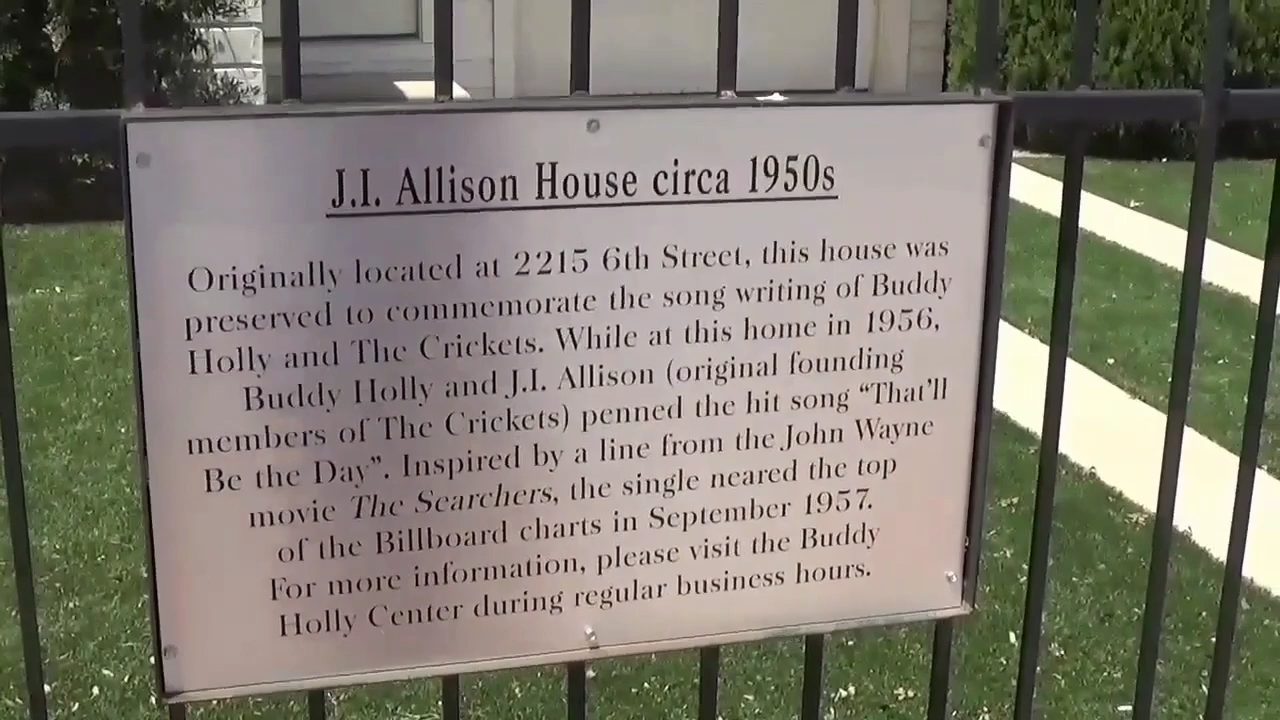 J.I. Allison House circa 1950s
Originally located at 2215 6th Street, this house was
preserved to commemorate the song writing of Buddy
Holly and The Crickets. While at this home in 1956,
Buddy Holly and J.I. Allison (original founding
members of The Crickets) penned the hit song “That'll
Be the Day”. Inspired by a line from the John Wayne
movie The Searchers, the single neared the top
of the Billboard charts in September 1957.
For more information, please visit the Buddy
Holly Center during regular business hours.